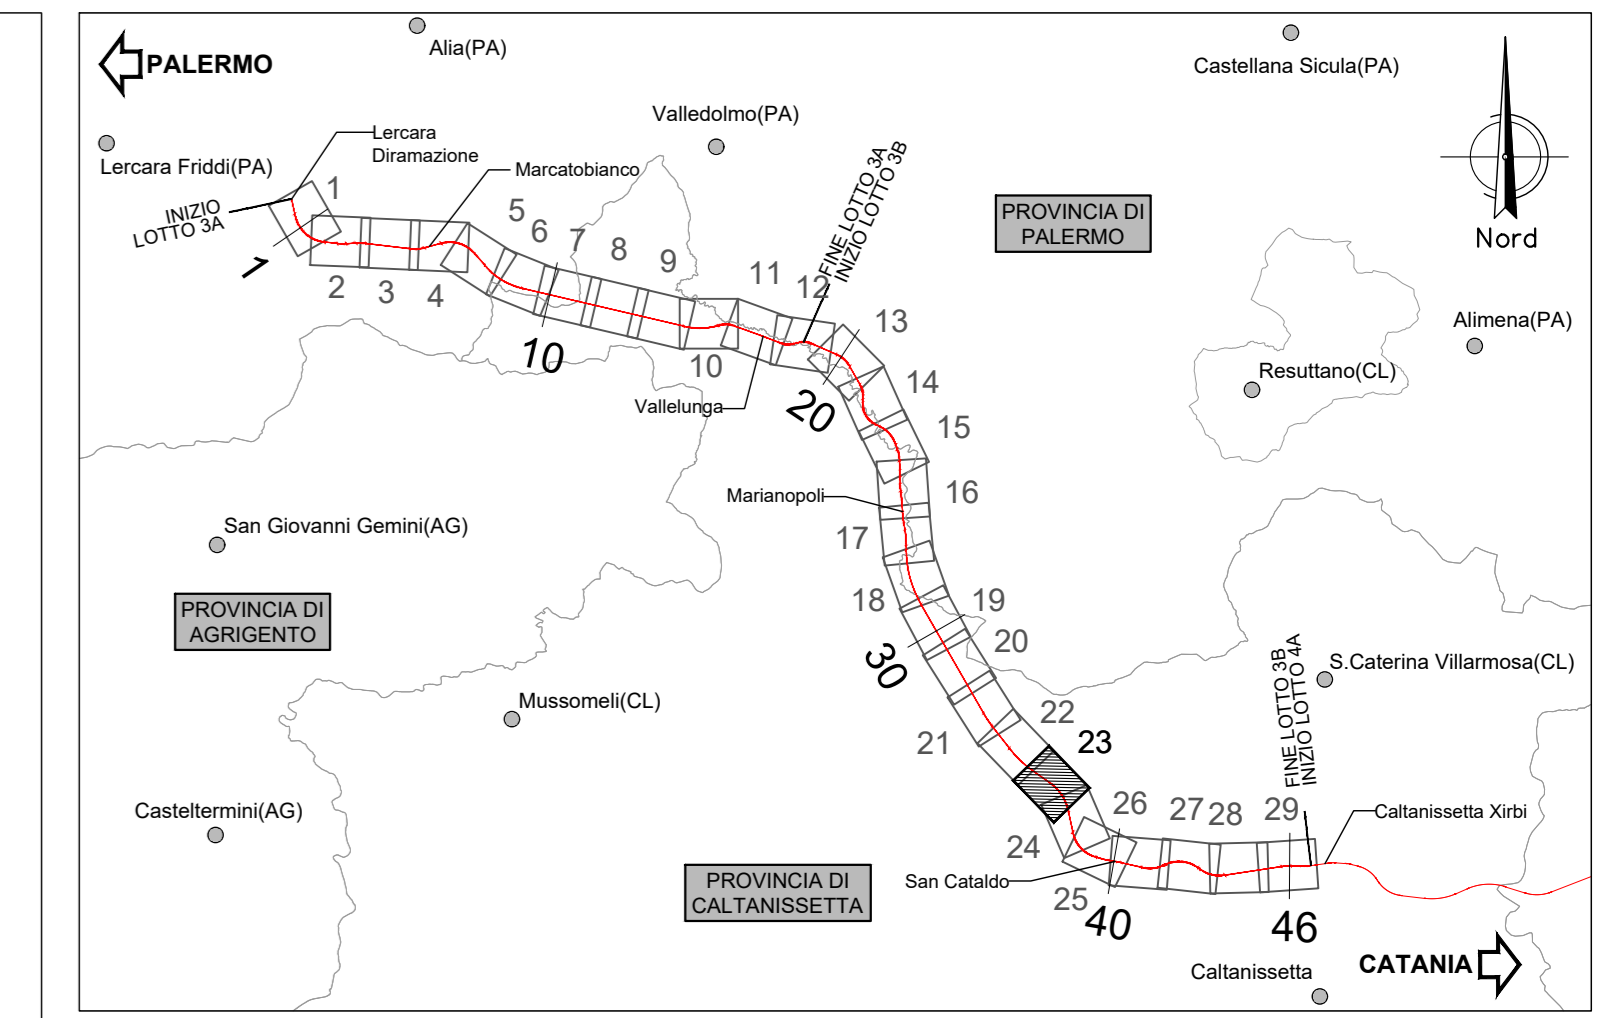 PALERMO
Alia(PA)
Castellana Sicula(PA)
Valledolmo(PA)
Lercara
Diramazione
Lercara Friddi(PA)
Marcatobianco
INIZIO
LOTTO 3A
1
1
2
3
4
5
6
7
8
9
10
10
11
12
FINE LOTTO 3A
INIZIO LOTTO 3B
PROVINCIA DI
PALERMO
Nord
13
Alimena(PA)
Resuttano(CL)
14
Vallelunga
20
15
Marianopoli
16
17
San Giovanni Gemini(AG)
PROVINCIA DI
AGRIGENTO
18
19
20
30
S.Caterina Villarmosa(CL)
FINE LOTTO 3B
INIZIO LOTTO 4A
Mussomeli(CL)
21
22
23
Casteltermini(AG)
24
25
26
27
28
29
Caltanissetta Xirbi
San Cataldo
PROVINCIA DI
CALTANISSETTA
40
46
Caltanissetta
CATANIA